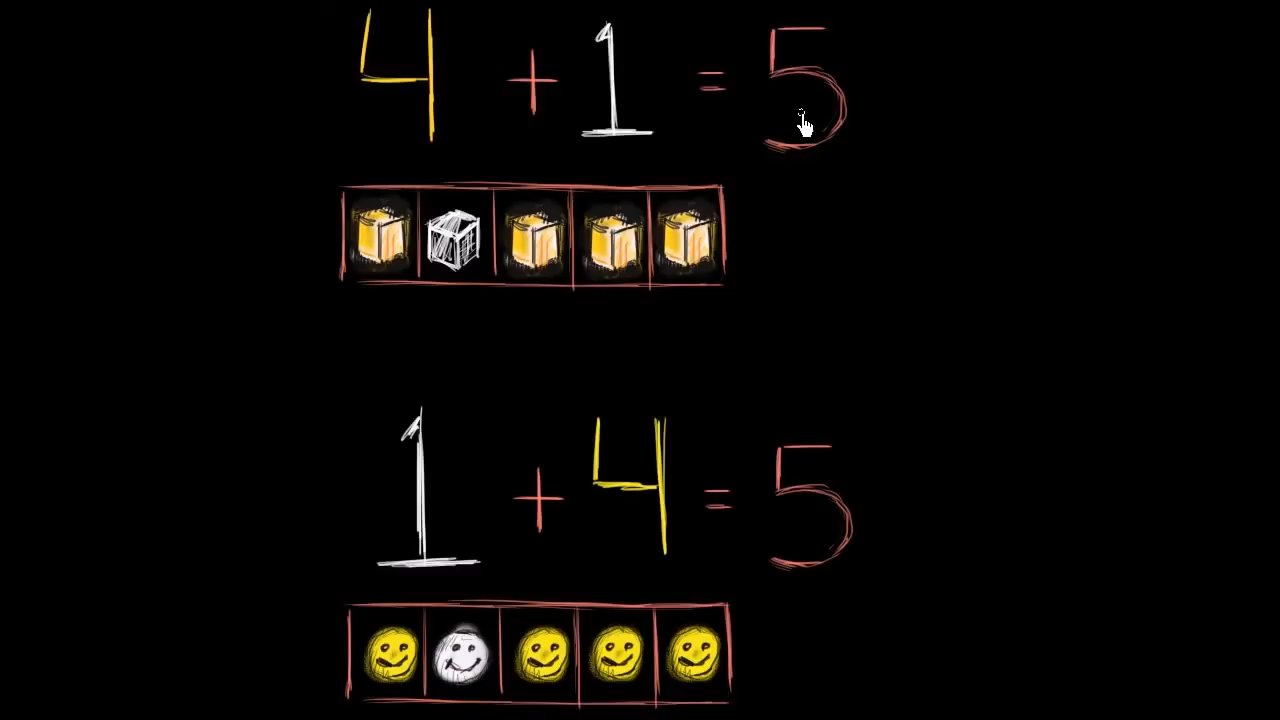 4 + 1 = 5
1 + 4 = 5